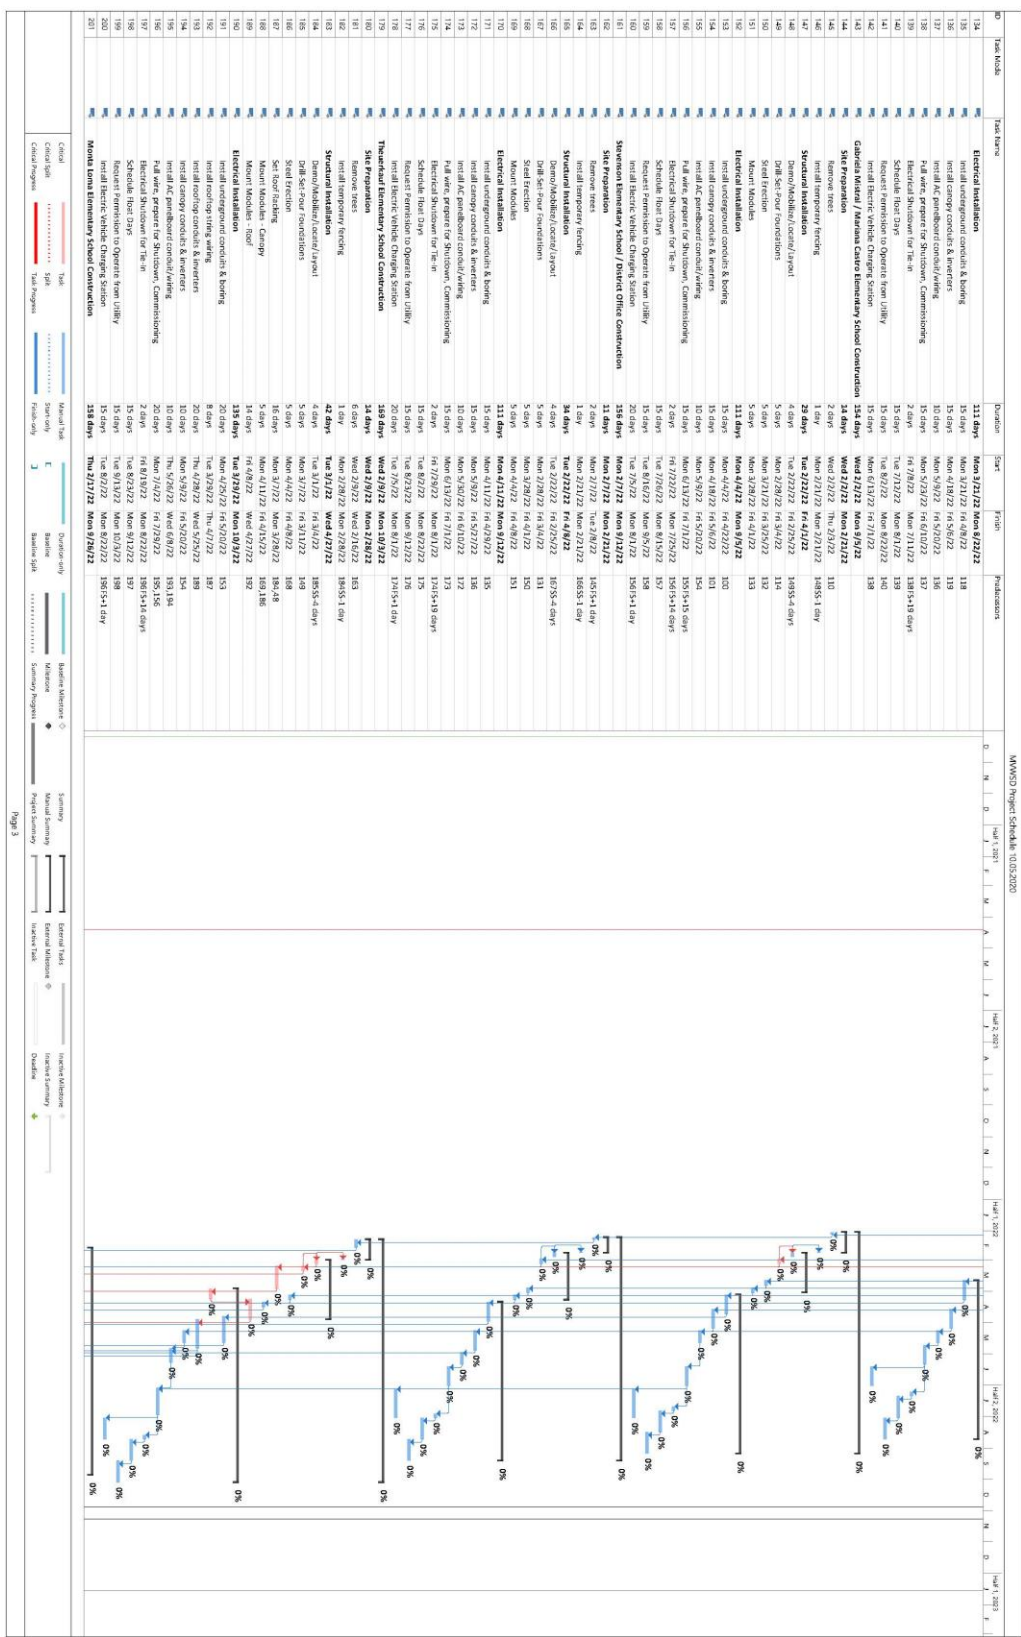 MVWSD Project Schedule 10.05.2020
ID Task Mode Task Name Duration Start Finish Predecessors
134 Electrical Installation 111 days Mon 3/21/22 Mon 8/22/22
135 Install underground conduits & boring 15 days Mon 3/21/22 Fri 4/8/22 118
136 Install canopy conduits & inverters 15 days Mon 4/18/22 Fri 5/6/22 119
137 Install AC panelboard conduit/wiring 10 days Mon 5/9/22 Fri 5/20/22 136
138 Pull wire, prepare for Shutdown, Commissioning 15 days Mon 5/23/22 Fri 6/10/22 137
139 Electrical Shutdown for Tie-in 2 days Fri 7/8/22 Mon 7/11/22 138FS+19 days
140 Schedule Float Days 15 days Tue 7/12/22 Mon 8/1/22 139
141 Request Permission to Operate from Utility 15 days Tue 8/2/22 Mon 8/22/22 140
142 Install Electric Vehicle Charging Station 15 days Mon 6/13/22 Fri 7/1/22 138
143 Gabriela Mistral / Mariana Castro Elementary School Construction 154 days Wed 2/2/22 Mon 9/5/22
144 Site Preparation 14 days Wed 2/2/22 Mon 2/21/22
145 Remove trees 2 days Wed 2/2/22 Thu 2/3/22 110
146 Install temporary fencing 1 day Mon 2/21/22 Mon 2/21/22 148SS-1 day
147 Structural Installation 29 days Tue 2/22/22 Fri 4/1/22
148 Demo/Mobilize/Locate/Layout 4 days Tue 2/22/22 Fri 2/25/22 149SS-4 days
149 Drill-Set-Pour Foundations 5 days Mon 2/28/22 Fri 3/4/22 114
150 Steel Erection 5 days Mon 3/21/22 Fri 3/25/22 132
151 Mount Modules 5 days Mon 3/28/22 Fri 4/1/22 133
152 Electrical Installation 111 days Mon 4/4/22 Mon 9/5/22
153 Install underground conduits & boring 15 days Mon 4/4/22 Fri 4/22/22 100
154 Install canopy conduits & inverters 15 days Mon 4/18/22 Fri 5/6/22 101
155 Install AC panelboard conduit/wiring 10 days Mon 5/9/22 Fri 5/20/22 154
156 Pull wire, prepare for Shutdown, Commissioning 15 days Mon 6/13/22 Fri 7/1/22 155FS+15 days
157 Electrical Shutdown for Tie-in 2 days Fri 7/22/22 Mon 7/25/22 156FS+14 days
158 Schedule Float Days 15 days Tue 7/26/22 Mon 8/15/22 157
159 Request Permission to Operate from Utility 15 days Tue 8/16/22 Mon 9/5/22 158
160 Install Electric Vehicle Charging Station 20 days Tue 7/5/22 Mon 8/1/22 156FS+1 day
161 Stevenson Elementary School / District Office Construction 156 days Mon 2/7/22 Mon 9/12/22
162 Site Preparation 11 days Mon 2/7/22 Mon 2/21/22
163 Remove trees 2 days Mon 2/7/22 Tue 2/8/22 145FS+1 day
164 Install temporary fencing 1 day Mon 2/21/22 Mon 2/21/22 166SS-1 day
165 Structural Installation 34 days Tue 2/22/22 Fri 4/8/22
166 Demo/Mobilize/Locate/Layout 4 days Tue 2/22/22 Fri 2/25/22 167SS-4 days
167 Drill-Set-Pour Foundations 5 days Mon 2/28/22 Fri 3/4/22 131
168 Steel Erection 5 days Mon 3/28/22 Fri 4/1/22 150
169 Mount Modules 5 days Mon 4/4/22 Fri 4/8/22 151
170 Electrical Installation 111 days Mon 4/11/22 Mon 9/12/22
171 Install underground conduits & boring 15 days Mon 4/11/22 Fri 4/29/22 135
172 Install canopy conduits & inverters 15 days Mon 5/9/22 Fri 5/27/22 136
173 Install AC panelboard conduit/wiring 10 days Mon 5/30/22 Fri 6/10/22 172
174 Pull wire, prepare for Shutdown, Commissioning 15 days Mon 6/13/22 Fri 7/1/22 173
175 Electrical Shutdown for Tie-in 2 days Fri 7/29/22 Mon 8/1/22 174FS+19 days
176 Schedule Float Days 15 days Tue 8/2/22 Mon 8/22/22 175
177 Request Permission to Operate from Utility 15 days Tue 8/23/22 Mon 9/12/22 176
178 Install Electric Vehicle Charging Station 20 days Tue 7/5/22 Mon 8/1/22 174FS+1 day
179 Theuerkauf Elementary School Construction 169 days Wed 2/9/22 Mon 10/3/22
180 Site Preparation 14 days Wed 2/9/22 Mon 2/28/22
181 Remove trees 6 days Wed 2/9/22 Wed 2/16/22 163
182 Install temporary fencing 1 day Mon 2/28/22 Mon 2/28/22 184SS-1 day
183 Structural Installation 42 days Tue 3/1/22 Wed 4/27/22
184 Demo/Mobilize/Locate/Layout 4 days Tue 3/1/22 Fri 3/4/22 185SS-4 days
185 Drill-Set-Pour Foundations 5 days Mon 3/7/22 Fri 3/11/22 149
186 Steel Erection 5 days Mon 4/4/22 Fri 4/8/22 168
187 Set Roof Racking 16 days Mon 3/7/22 Mon 3/28/22 184,48
188 Mount Modules - Canopy 5 days Mon 4/11/22 Fri 4/15/22 169,186
189 Mount Modules - Roof 14 days Fri 4/8/22 Wed 4/27/22 192
190 Electrical Installation 135 days Tue 3/29/22 Mon 10/3/22
191 Install underground conduits & boring 20 days Mon 4/25/22 Fri 5/20/22 153
192 Install rooftop string wiring 8 days Tue 3/29/22 Thu 4/7/22 187
193 Install rooftop conduits & inverters 20 days Thu 4/28/22 Wed 5/25/22 189
194 Install canopy conduits & inverters 10 days Mon 5/9/22 Fri 5/20/22 154
195 Install AC panelboard conduit/wiring 10 days Thu 5/26/22 Wed 6/8/22 193,194
196 Pull wire, prepare for Shutdown, Commissioning 20 days Mon 7/4/22 Fri 7/29/22 195,156
197 Electrical Shutdown for Tie-in 2 days Fri 8/19/22 Mon 8/22/22 196FS+14 days
198 Schedule Float Days 15 days Tue 8/23/22 Mon 9/12/22 197
199 Request Permission to Operate from Utility 15 days Tue 9/13/22 Mon 10/3/22 198
200 Install Electric Vehicle Charging Station 15 days Tue 8/2/22 Mon 8/22/22 196FS+1 day
201 Monta Loma Elementary School Construction 158 days Thu 2/17/22 Mon 9/26/22
Half 1, 2021 Half 2, 2021 Half 1, 2022 Half 2, 2022 Half 1, 2023
O N D J F M A M J J A S O N D J F M A M J J A S O N D J F
Critical Task Manual Task Duration-only Baseline Milestone Summary External Tasks Inactive Milestone
Critical Split Split Start-only Baseline Milestone Manual Summary External Milestone Inactive Summary
Critical Progress Task Progress Finish-only Baseline Split Summary Progress Project Summary Inactive Task Deadline
Page 3